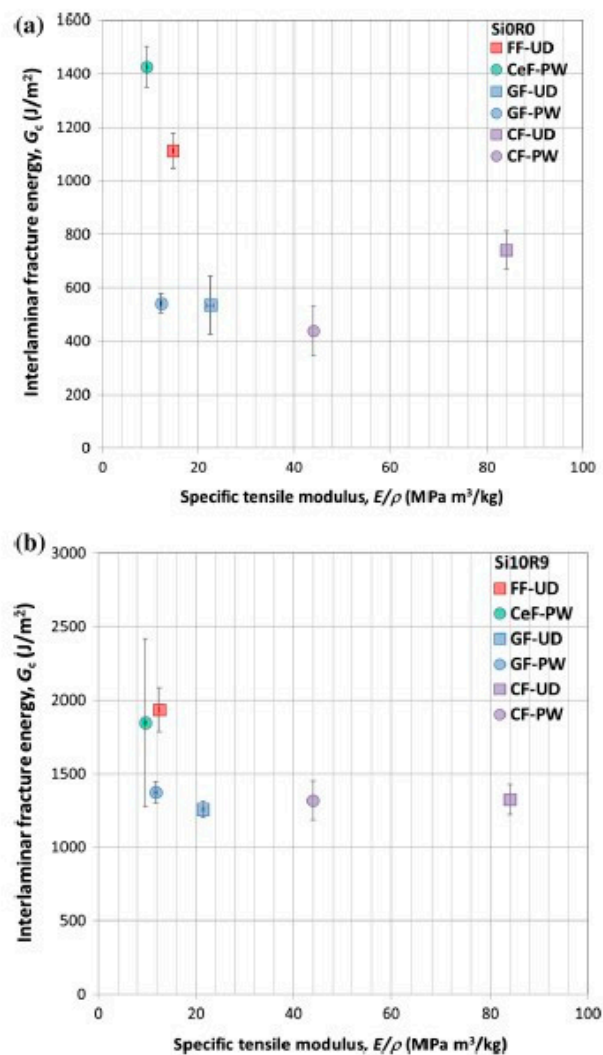 (a)
Interlaminar fracture energy, Gc (J/m²)
1600
1400
1200
1000
800
600
400
200
0
Si0R0
FF-UD
CeF-PW
GF-UD
GF-PW
CF-UD
CF-PW
0 20 40 60 80 100
Specific tensile modulus, E/ρ (MPa m³/kg)
(b)
Interlaminar fracture energy, Gc (J/m²)
3000
2500
2000
1500
1000
500
0
Si10R9
FF-UD
CeF-PW
GF-UD
GF-PW
CF-UD
CF-PW
0 20 40 60 80 100
Specific tensile modulus, E/ρ (MPa m³/kg)